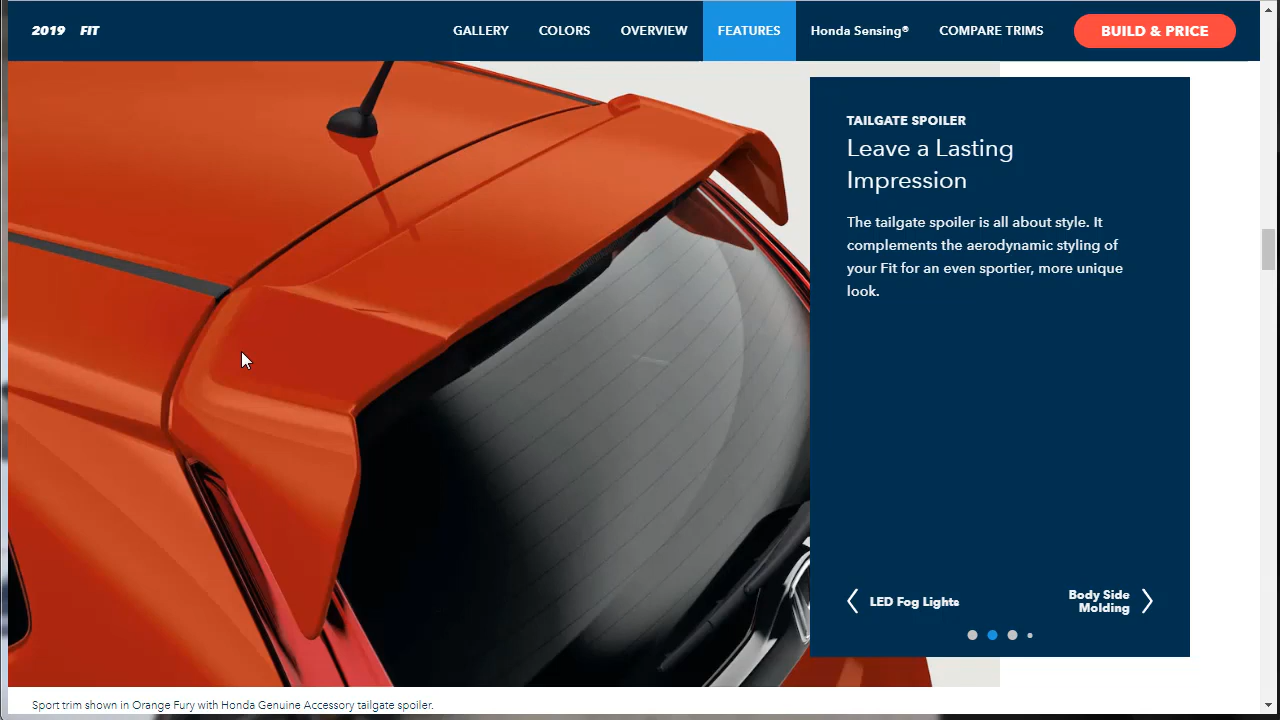 2019 FIT
GALLERY
COLORS
OVERVIEW
FEATURES
Honda Sensing®
COMPARE TRIMS
BUILD & PRICE
TAILGATE SPOILER
Leave a Lasting
Impression
The tailgate spoiler is all about style. It
complements the aerodynamic styling of
your Fit for an even sportier, more unique
look.
LED Fog Lights
Body Side
Molding
Sport trim shown in Orange Fury with Honda Genuine Accessory tailgate spoiler.